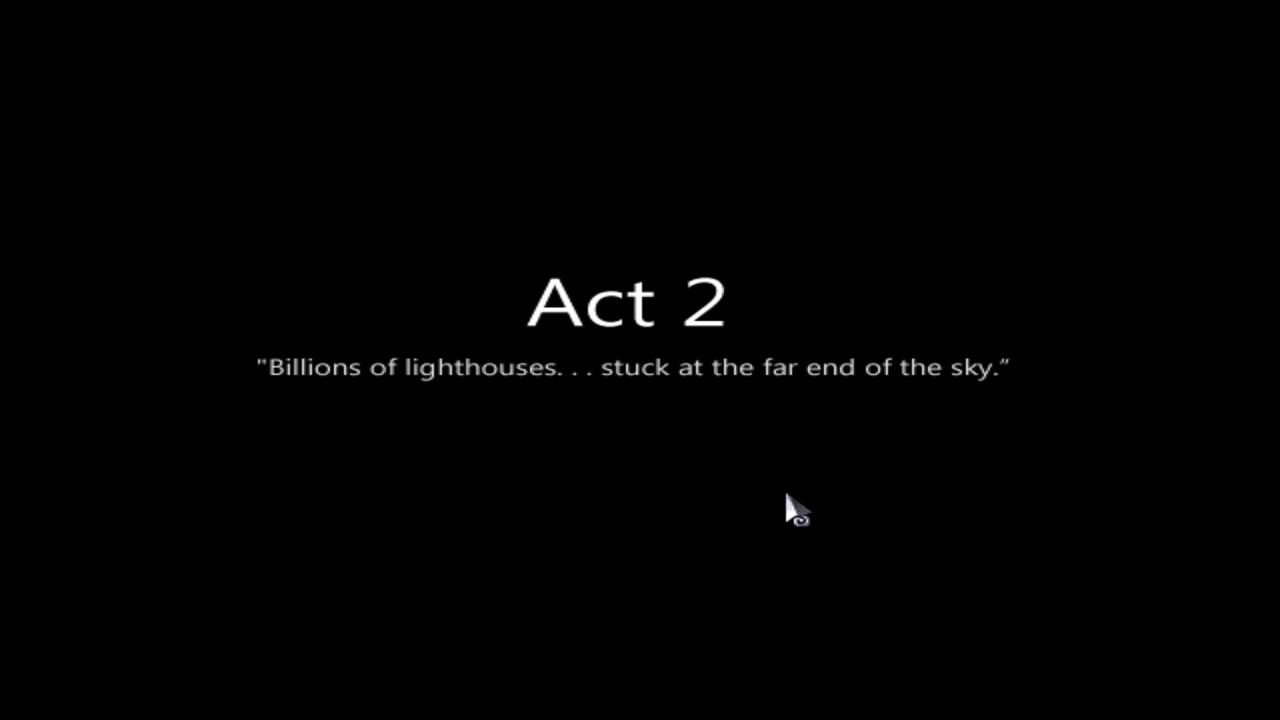 Act 2
"Billions of lighthouses. . . stuck at the far end of the sky.”